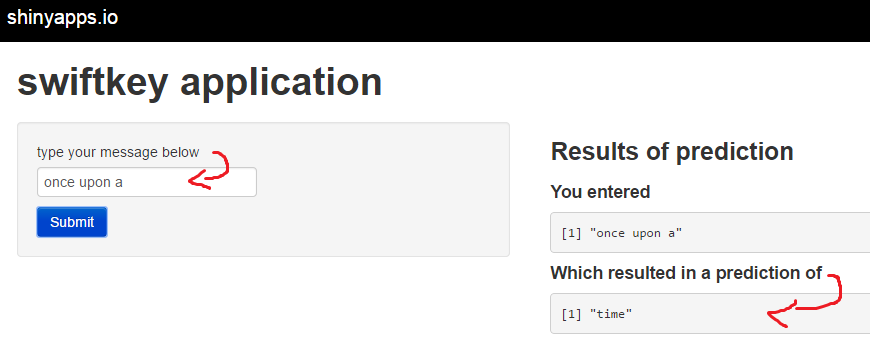 shinyapps.io
swiftkey application
type your message below
once upon a
Submit
Results of prediction
You entered
[1] "once upon a"
Which resulted in a prediction of
[1] "time"